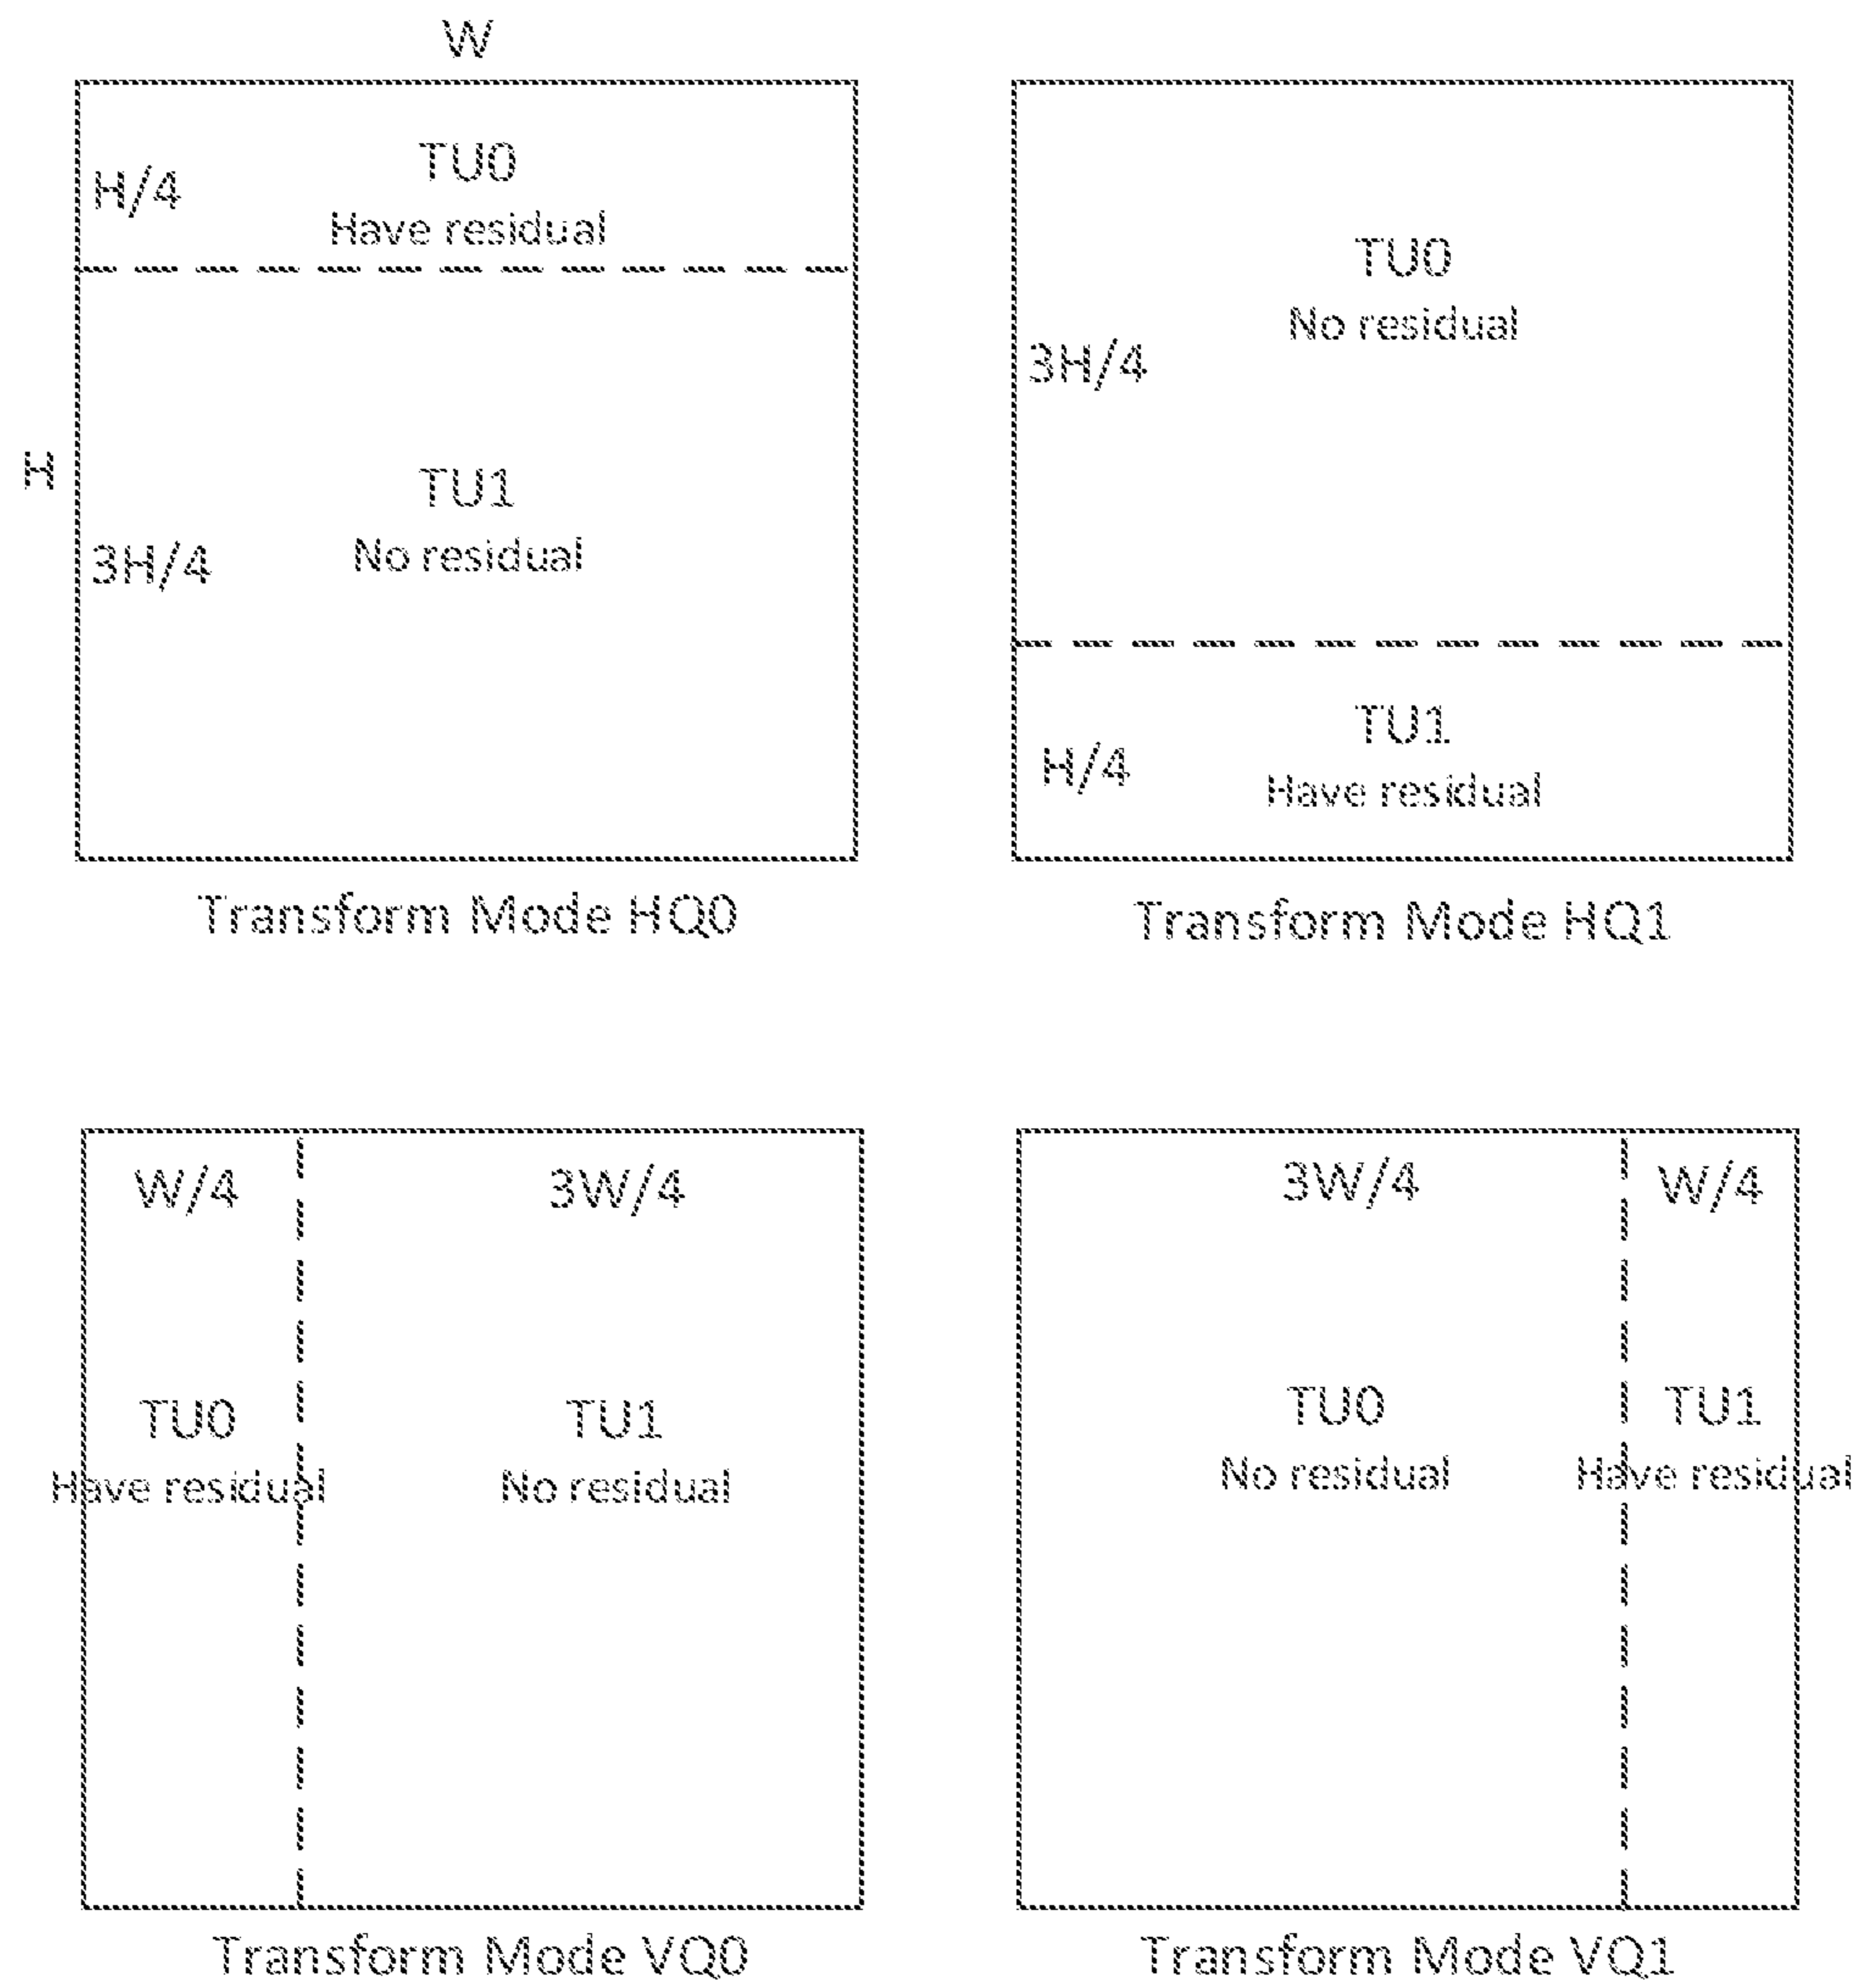 W
TU0
H/4
Have residual
H
TU1
No residual
3H/4
Transform Mode HQ0
TU0
No residual
3H/4
TU1
H/4
Have residual
Transform Mode HQ1
W/4
3W/4
TU0
Have residual
TU1
No residual
Transform Mode VQ0
3W/4
W/4
TU0
No residual
TU1
Have residual
Transform Mode VQ1